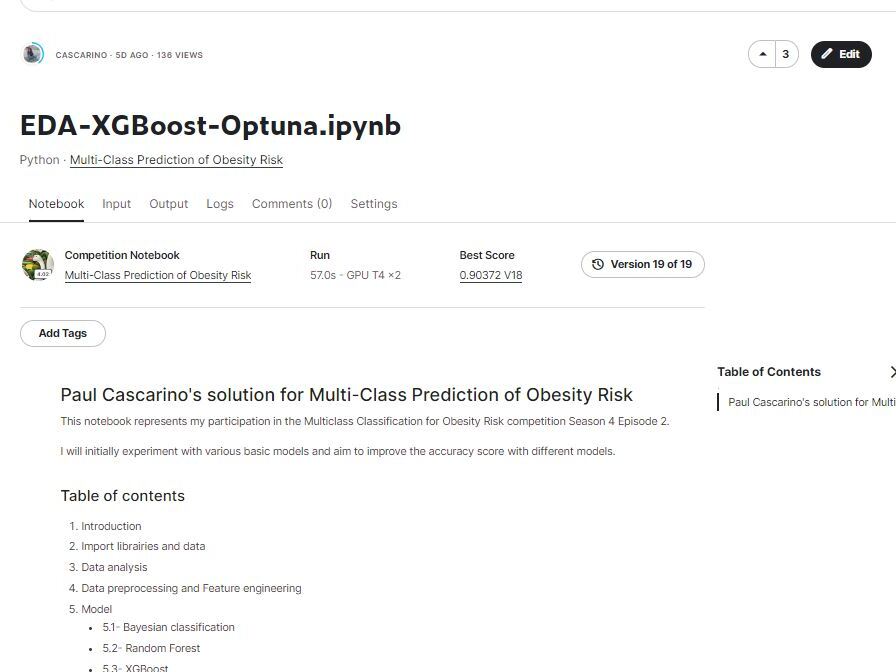 CASCARINO · 5D AGO · 136 VIEWS
3
Edit
EDA-XGBoost-Optuna.ipynb
Python · Multi-Class Prediction of Obesity Risk
Notebook Input Output Logs Comments (0) Settings
Competition Notebook Run Best Score
Multi-Class Prediction of Obesity Risk 57.0s - GPU T4 ×2 0.90372 V18
Version 19 of 19
Add Tags
Table of Contents
Paul Cascarino's solution for Multi
Paul Cascarino's solution for Multi-Class Prediction of Obesity Risk
This notebook represents my participation in the Multiclass Classification for Obesity Risk competition Season 4 Episode 2.
I will initially experiment with various basic models and aim to improve the accuracy score with different models.
Table of contents
1. Introduction
2. Import librairies and data
3. Data analysis
4. Data preprocessing and Feature engineering
5. Model
• 5.1- Bayesian classification
• 5.2- Random Forest
• 5.3- XGBoost